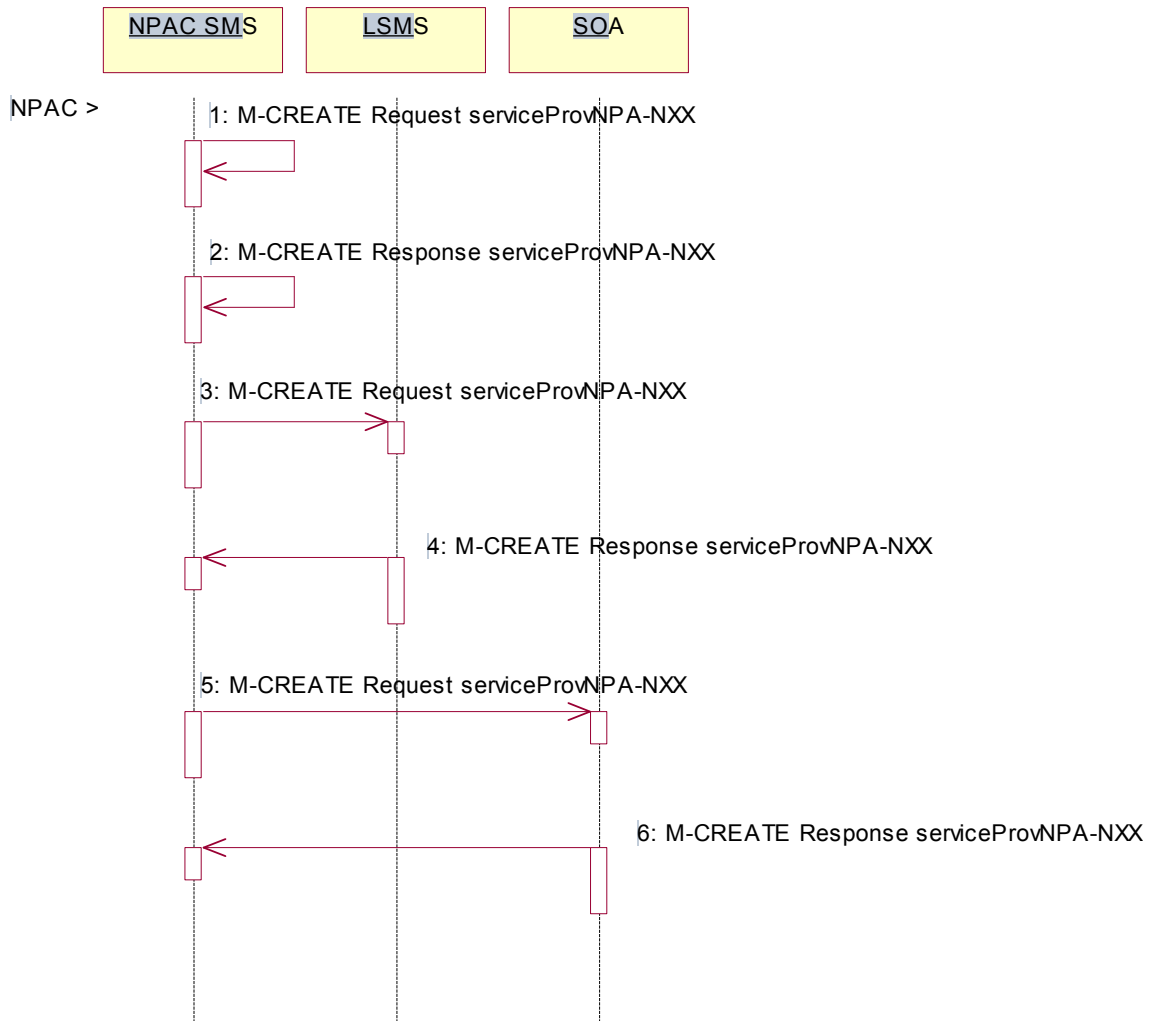 NPAC SMS
LSMS
SOA
NPAC >
1: M-CREATE Request serviceProvNPA-NXX
2: M-CREATE Response serviceProvNPA-NXX
3: M-CREATE Request serviceProvNPA-NXX
4: M-CREATE Response serviceProvNPA-NXX
5: M-CREATE Request serviceProvNPA-NXX
6: M-CREATE Response serviceProvNPA-NXX